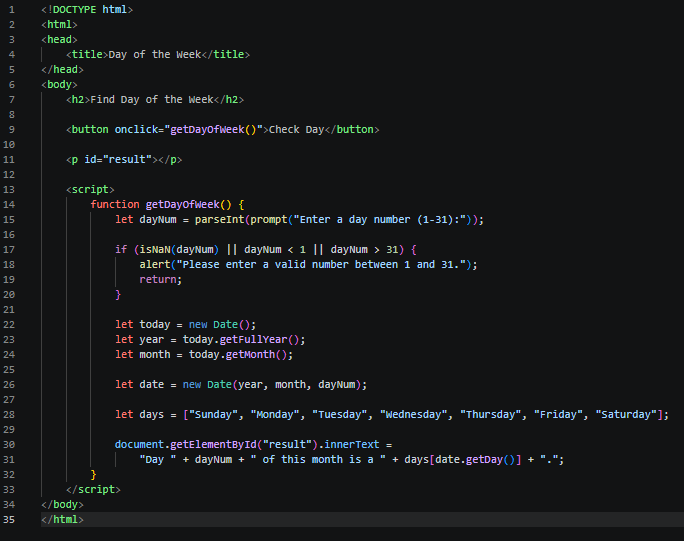 1 <!DOCTYPE html>
2 <html>
3 <head>
4 <title>Day of the Week</title>
5 </head>
6 <body>
7 <h2>Find Day of the Week</h2>
8
9 <button onclick="getDayOfWeek()">Check Day</button>
10
11 <p id="result"></p>
12
13 <script>
14 function getDayOfWeek() {
15 let dayNum = parseInt(prompt("Enter a day number (1-31):"));
16
17 if (isNaN(dayNum) || dayNum < 1 || dayNum > 31) {
18 alert("Please enter a valid number between 1 and 31.");
19 return;
20 }
21
22 let today = new Date();
23 let year = today.getFullYear();
24 let month = today.getMonth();
25
26 let date = new Date(year, month, dayNum);
27
28 let days = ["Sunday", "Monday", "Tuesday", "Wednesday", "Thursday", "Friday", "Saturday"];
29
30 document.getElementById("result").innerText =
31 "Day " + dayNum + " of this month is a " + days[date.getDay()] + ".";
32 }
33 </script>
34 </body>
35 </html>